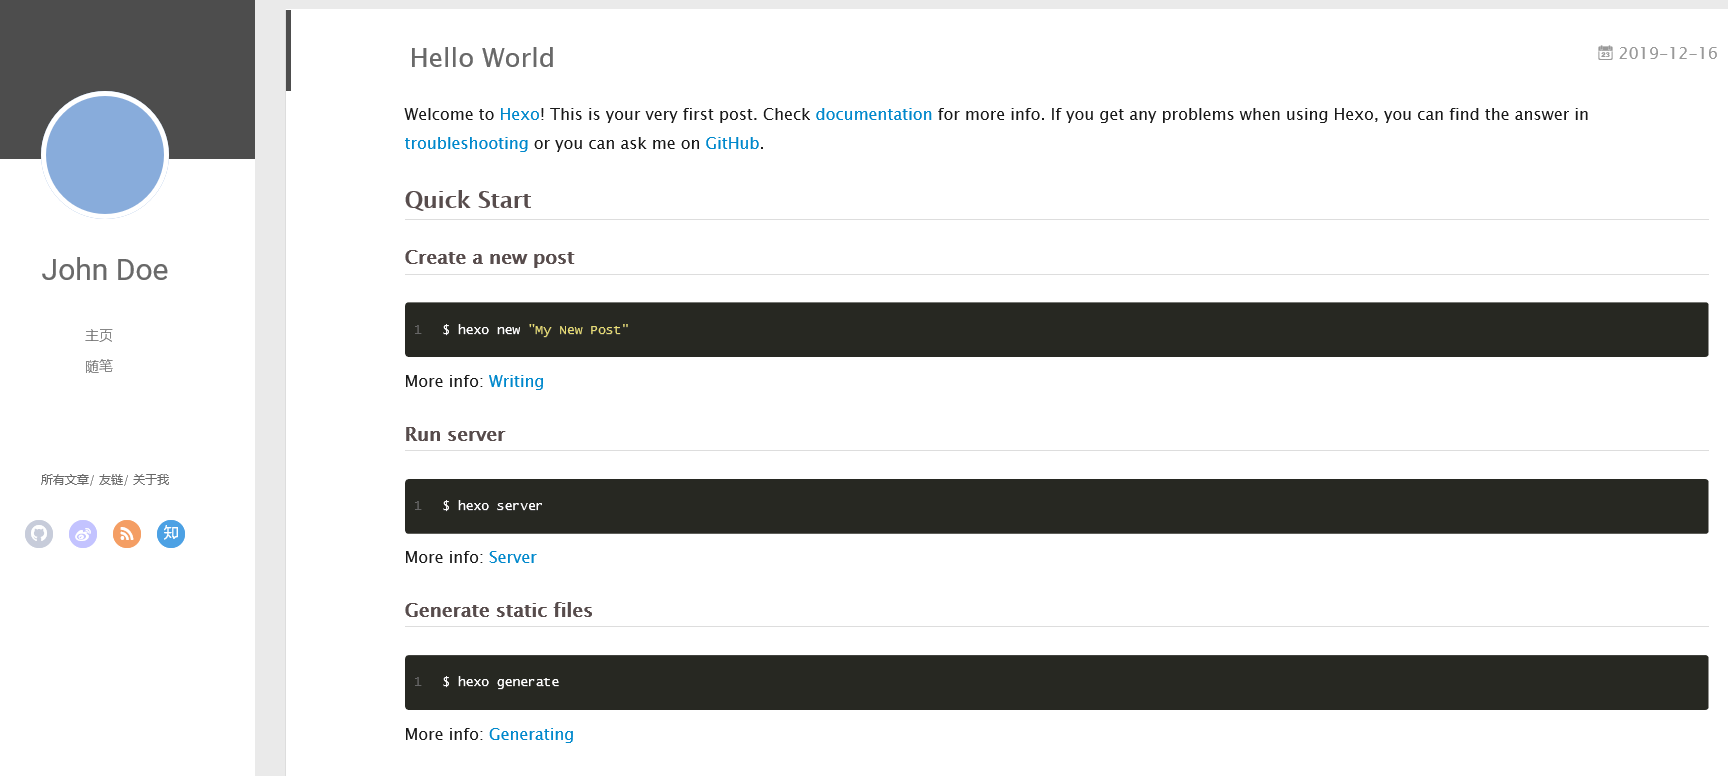 John Doe
主页
随笔
所有文章/ 友链/ 关于我
知
Hello World
23 2019-12-16
Welcome to Hexo! This is your very first post. Check documentation for more info. If you get any problems when using Hexo, you can find the answer in
troubleshooting or you can ask me on GitHub.
Quick Start
Create a new post
1 $ hexo new "My New Post"
More info: Writing
Run server
1 $ hexo server
More info: Server
Generate static files
1 $ hexo generate
More info: Generating